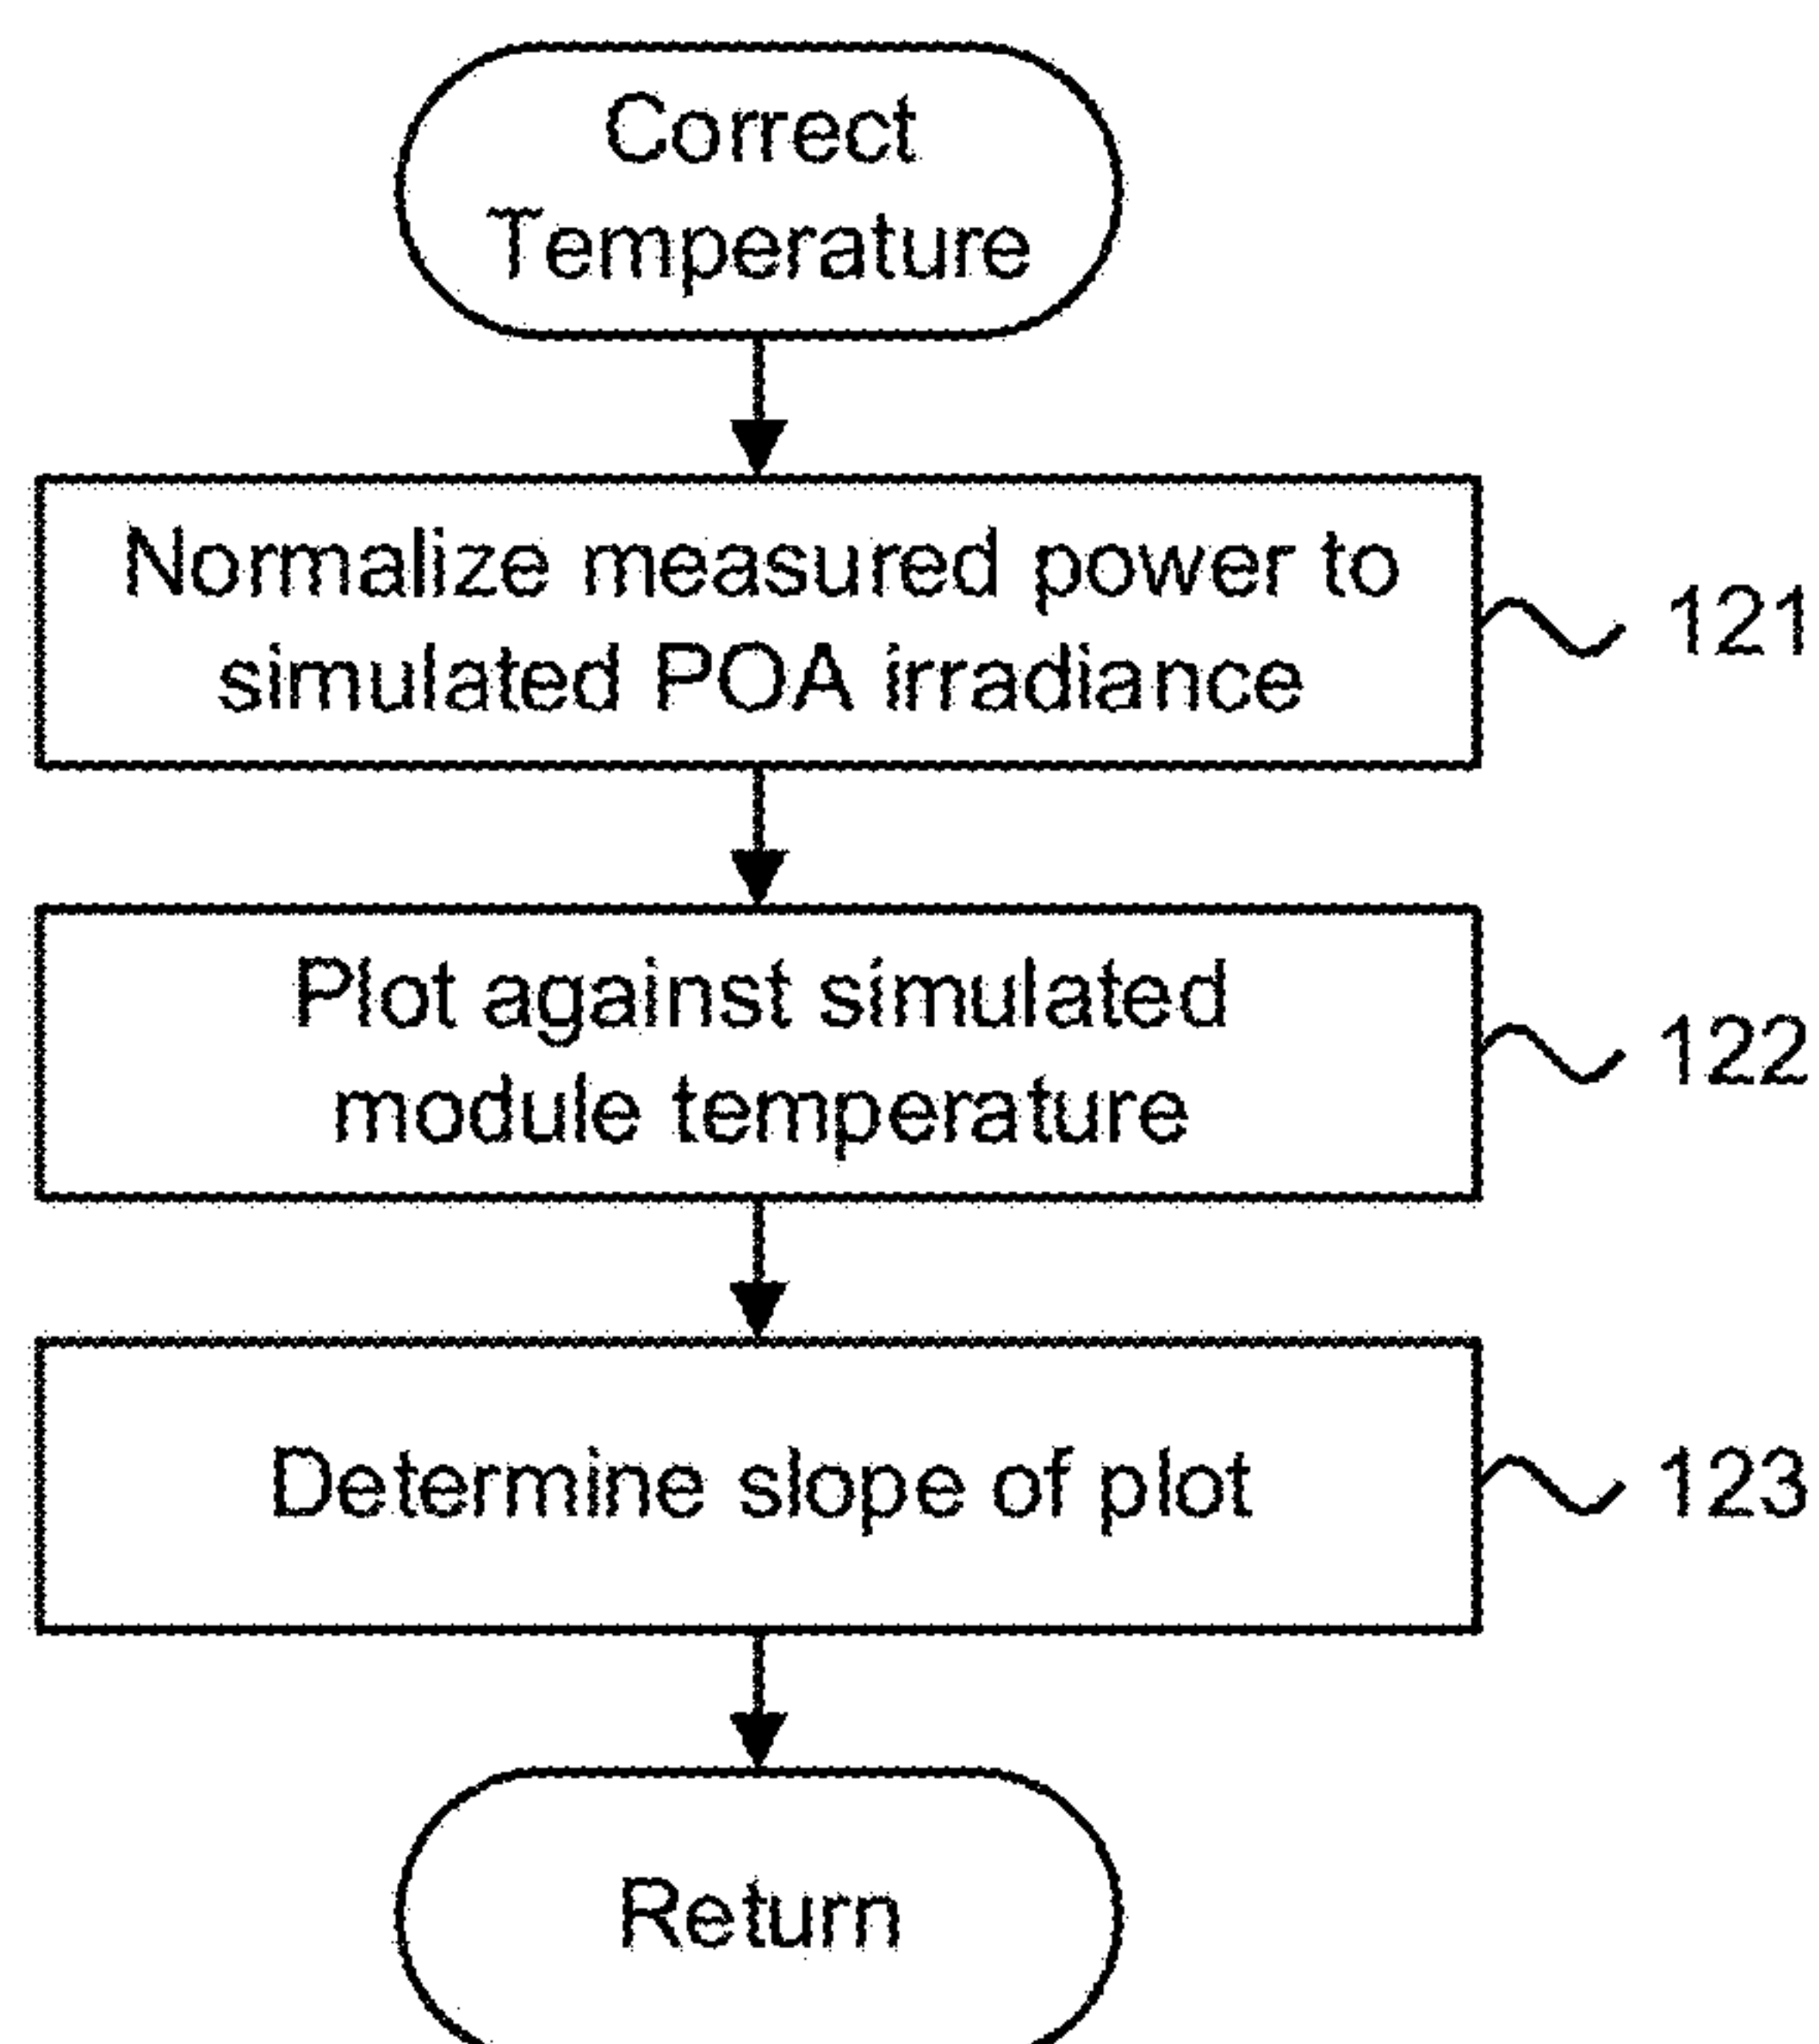 Correct
Temperature
Normalize measured power to
simulated POA irradiance
121
Plot against simulated
module temperature
122
Determine slope of plot
123
Return